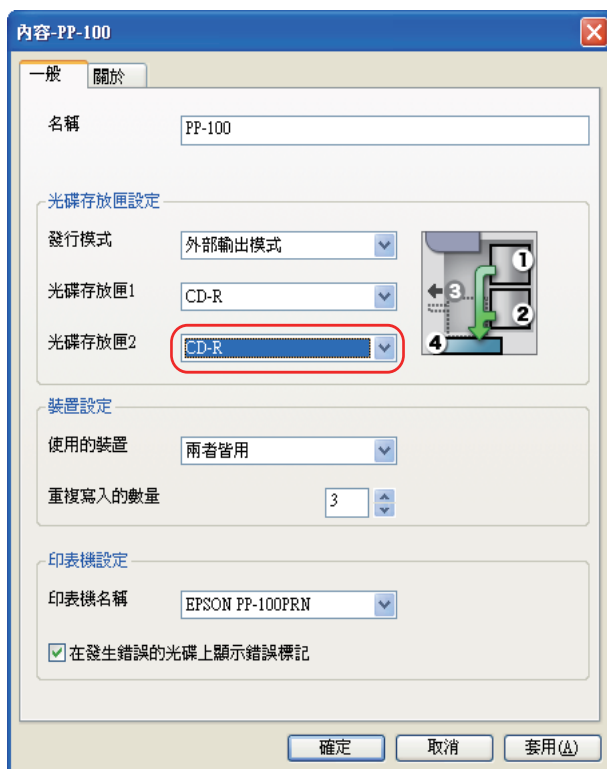 內容-PP-100
一般 關於
名稱 PP-100
光碟存放匣設定
發行模式 外部輸出模式
光碟存放匣1 CD-R
光碟存放匣2 CD-R
1
3
2
4
裝置設定
使用的裝置 兩者皆用
重複寫入的數量 3
印表機設定
印表機名稱 EPSON PP-100PRN
在發生錯誤的光碟上顯示錯誤標記
確定 取消 套用(A)